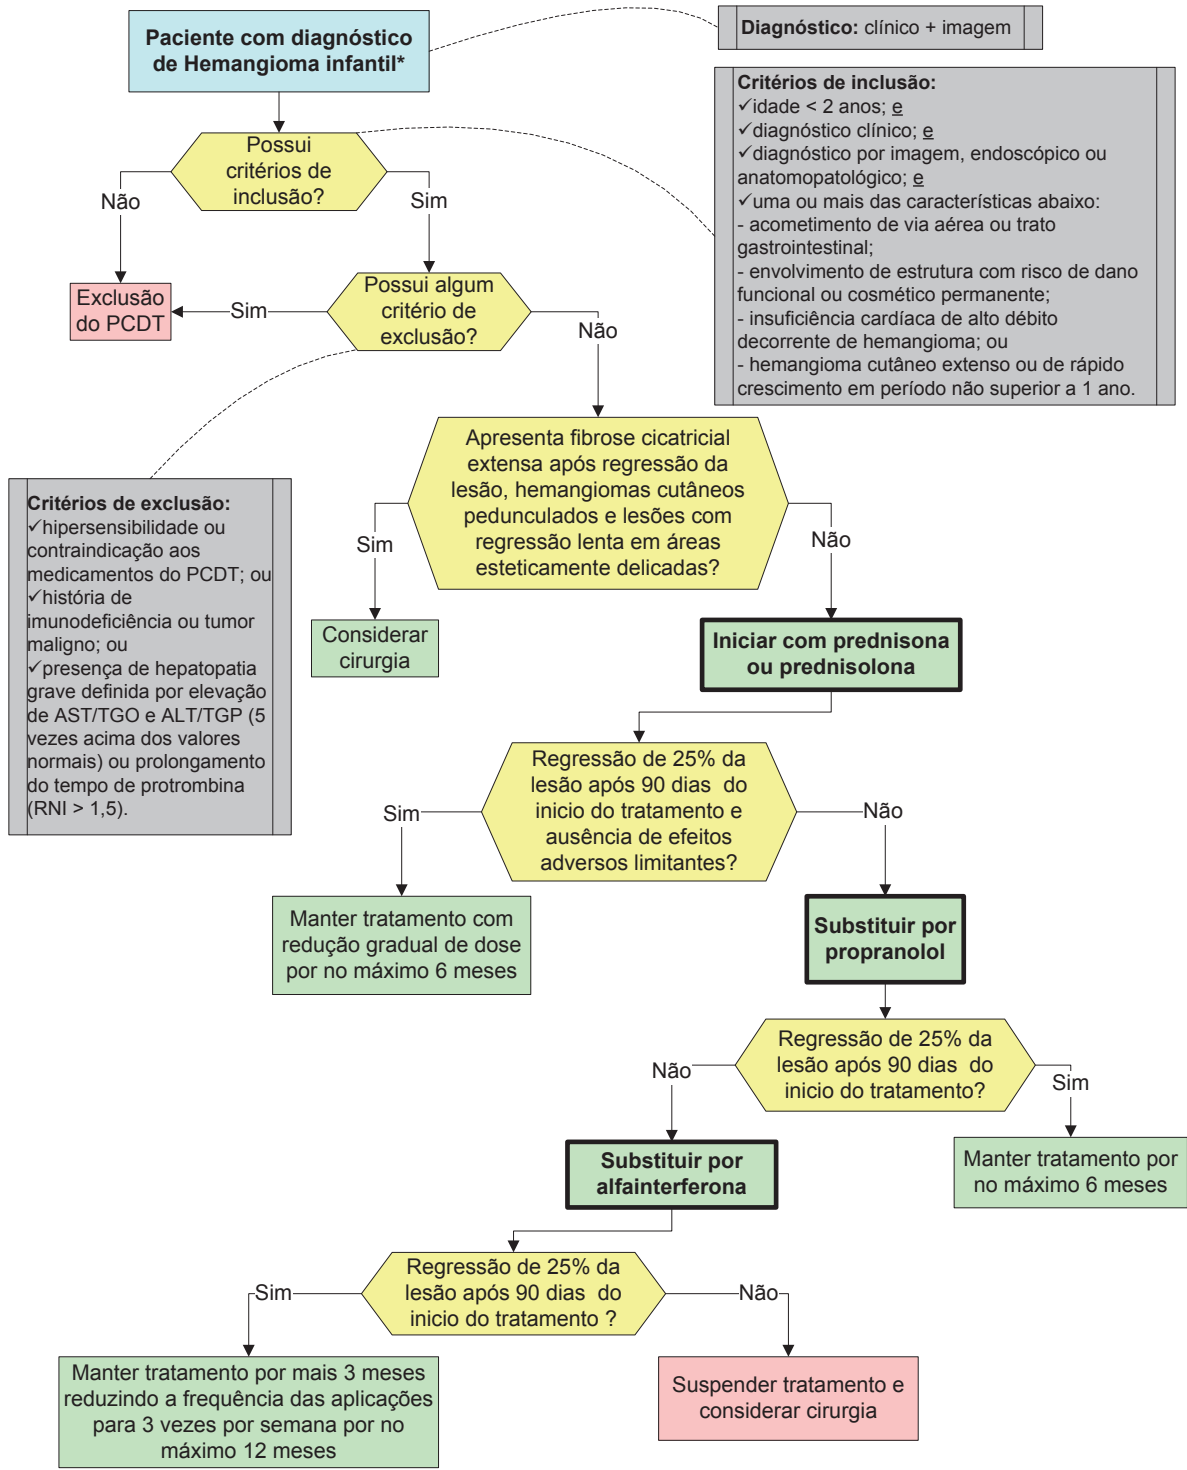 Paciente com diagnóstico
de Hemangioma infantil*
Diagnóstico: clínico + imagem
Critérios de inclusão:
✓idade < 2 anos; e
✓diagnóstico clínico; e
✓diagnóstico por imagem, endoscópico ou
anatomopatológico; e
✓uma ou mais das características abaixo:
- acometimento de via aérea ou trato
gastrointestinal;
- envolvimento de estrutura com risco de dano
funcional ou cosmético permanente;
- insuficiência cardíaca de alto débito
decorrente de hemangioma; ou
- hemangioma cutâneo extenso ou de rápido
crescimento em período não superior a 1 ano.
Possui
critérios de
inclusão?
Não
Sim
Exclusão
do PCDT
Sim
Possui algum
critério de
exclusão?
Não
Critérios de exclusão:
✓hipersensibilidade ou
contraindicação aos
medicamentos do PCDT; ou
✓história de
imunodeficiência ou tumor
maligno; ou
✓presença de hepatopatia
grave definida por elevação
de AST/TGO e ALT/TGP (5
vezes acima dos valores
normais) ou prolongamento
do tempo de protrombina
(RNI > 1,5).
Apresenta fibrose cicatricial
extensa após regressão da
lesão, hemangiomas cutâneos
pedunculados e lesões com
regressão lenta em áreas
esteticamente delicadas?
Sim
Não
Considerar
cirurgia
Iniciar com prednisona
ou prednisolona
Regressão de 25% da
lesão após 90 dias do
inicio do tratamento e
ausência de efeitos
adversos limitantes?
Sim
Não
Manter tratamento com
redução gradual de dose
por no máximo 6 meses
Substituir por
propranolol
Regressão de 25% da
lesão após 90 dias do
inicio do tratamento?
Não
Sim
Substituir por
alfainterferona
Manter tratamento por
no máximo 6 meses
Regressão de 25% da
lesão após 90 dias do
inicio do tratamento ?
Sim
Não
Manter tratamento por mais 3 meses
reduzindo a frequência das aplicações
para 3 vezes por semana por no
máximo 12 meses
Suspender tratamento e
considerar cirurgia